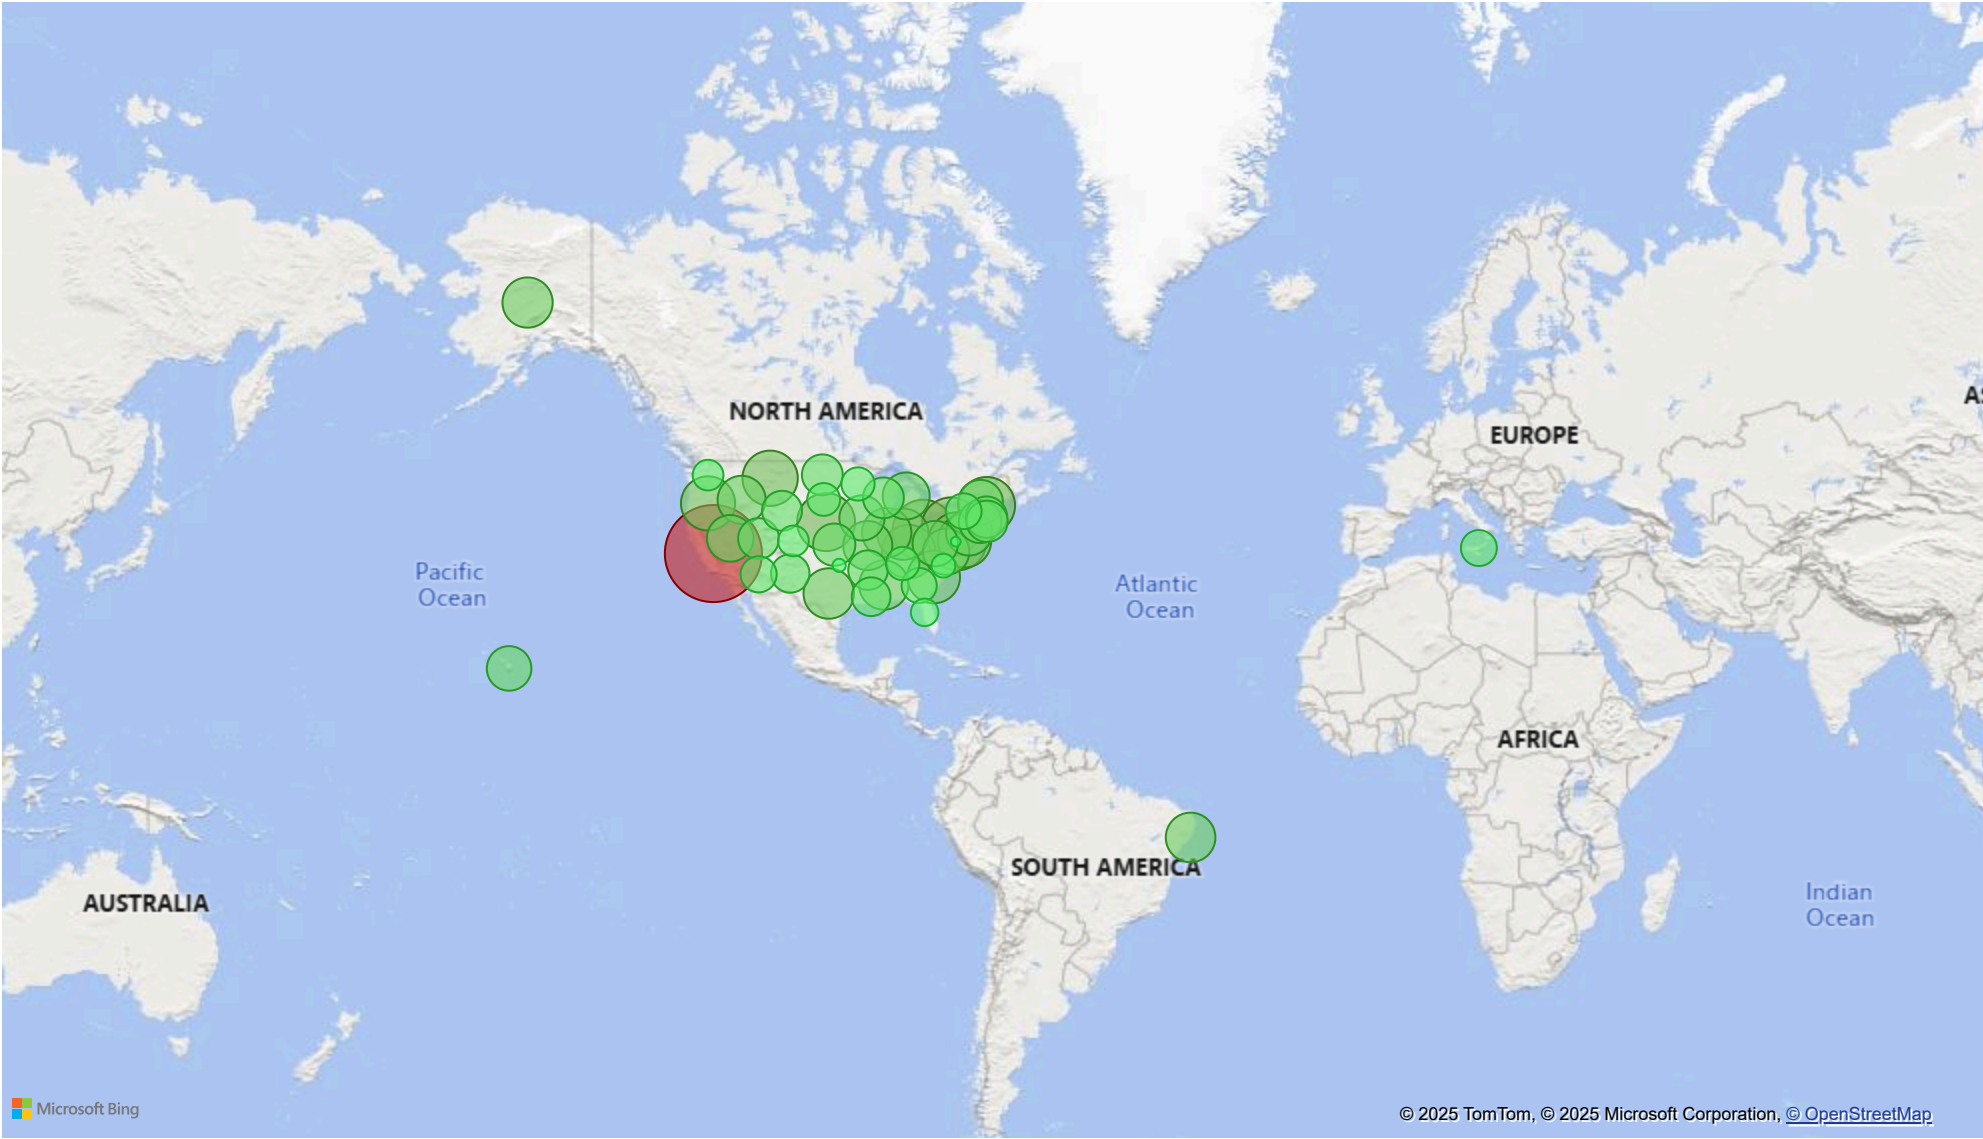 NORTH AMERICA
AS
EUROPE
Pacific
Ocean
Atlantic
Ocean
AFRICA
SOUTH AMERICA
AUSTRALIA
Indian
Ocean
Microsoft Bing
© 2025 TomTom, © 2025 Microsoft Corporation, © OpenStreetMap